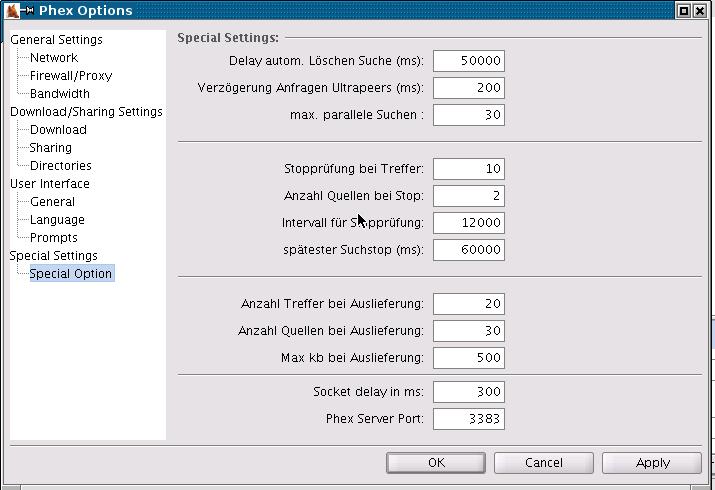 Phex Options
General Settings
Network
Firewall/Proxy
Bandwidth
Download/Sharing Settings
Download
Sharing
Directories
User Interface
General
Language
Prompts
Special Settings
Special Option
Special Settings:
Delay autom. Löschen Suche (ms): 50000
Verzögerung Anfragen Ultrapeers (ms): 200
max. parallele Suchen : 30
Stopprüfung bei Treffer: 10
Anzahl Quellen bei Stop: 2
Intervall für Stopprüfung: 12000
spätester Suchstop (ms): 60000
Anzahl Treffer bei Auslieferung: 20
Anzahl Quellen bei Auslieferung: 30
Max kb bei Auslieferung: 500
Socket delay in ms: 300
Phex Server Port: 3383
OK Cancel Apply